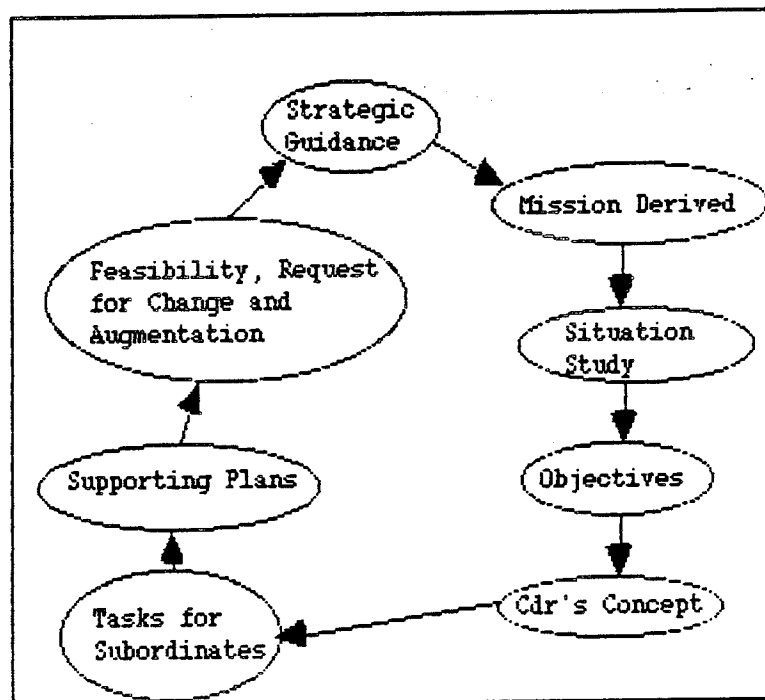 Strategic
Guidance
Mission Derived
Situation
Study
Objectives
Cdr's Concept
Tasks for
Subordinates
Supporting Plans
Feasibility, Request
for Change and
Augmentation